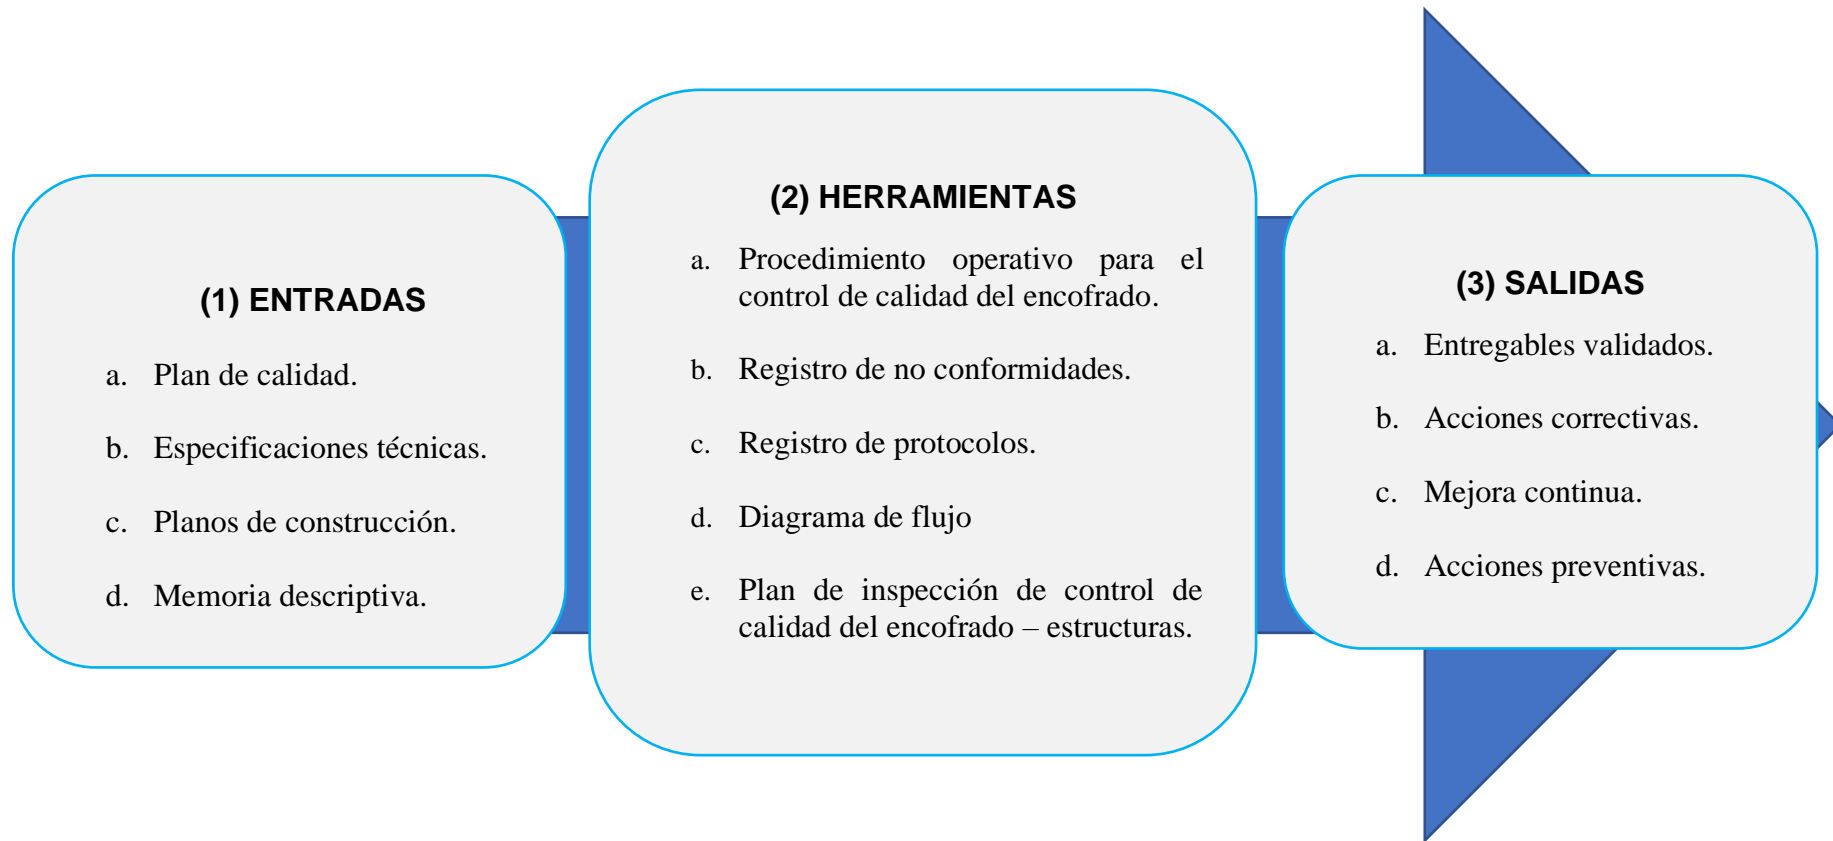 (1) ENTRADAS
a. Plan de calidad.
b. Especificaciones técnicas.
c. Planos de construcción.
d. Memoria descriptiva.
(2) HERRAMIENTAS
a. Procedimiento operativo para el
control de calidad del encofrado.
b. Registro de no conformidades.
c. Registro de protocolos.
d. Diagrama de flujo
e. Plan de inspección de control de
calidad del encofrado – estructuras.
(3) SALIDAS
a. Entregables validados.
b. Acciones correctivas.
c. Mejora continua.
d. Acciones preventivas.